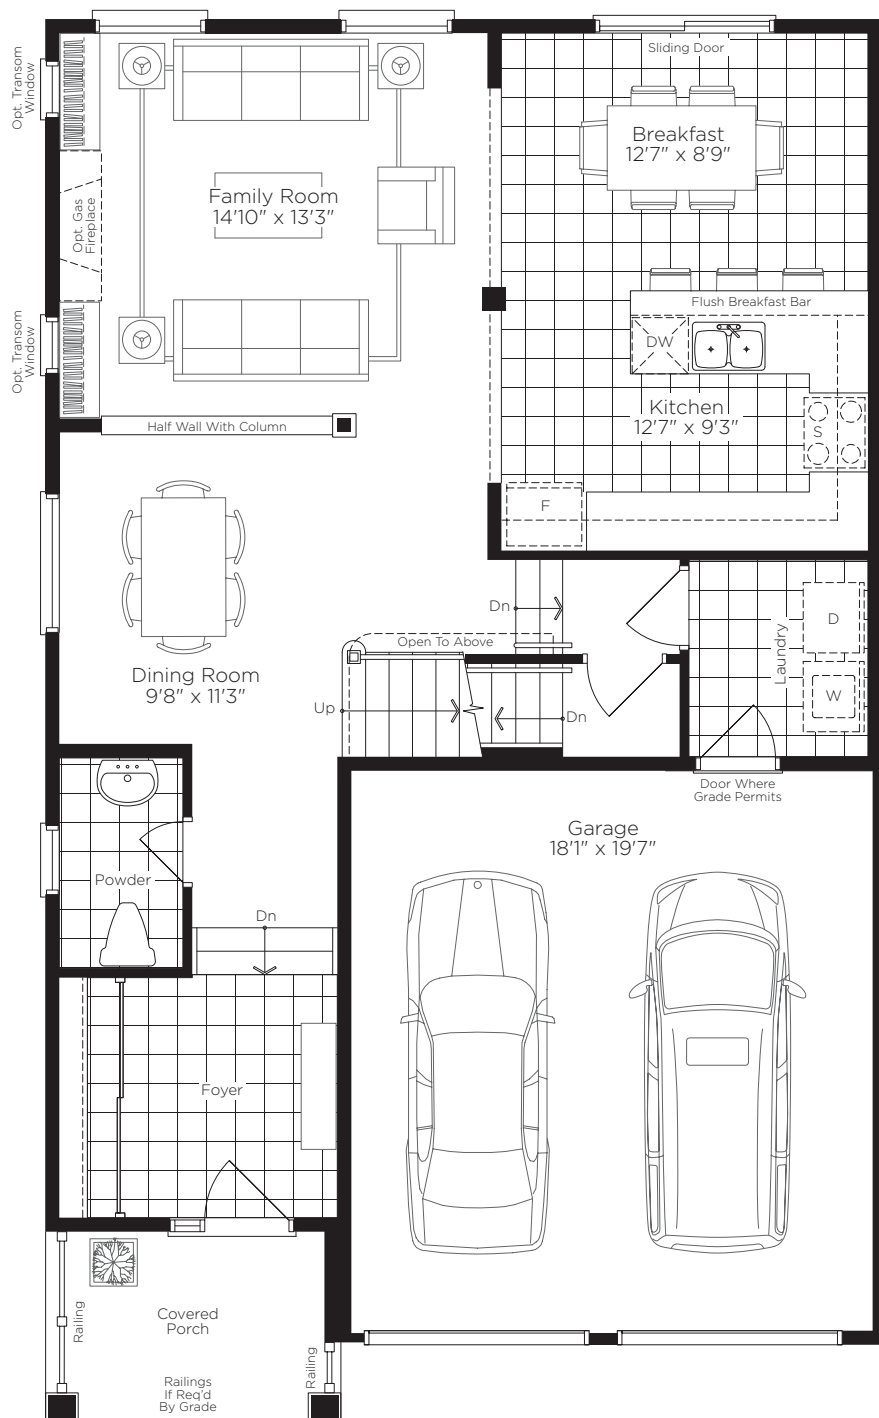 Opt. Transom
Window
Sliding Door
Breakfast
12'7" x 8'9"
Family Room
14'10" x 13'3"
Opt. Gas
Fireplace
Flush Breakfast Bar
DW
Opt. Transom
Window
Kitchen
12'7" x 9'3"
S
Half Wall With Column
F
Dn
D
Open To Above
Laundry
Dining Room
9'8" x 11'3"
W
Up
Dn
Door Where
Grade Permits
Garage
18'1" x 19'7"
Powder
Dn
Foyer
Covered
Porch
Railing
Railing
Railings
If Req'd
By Grade